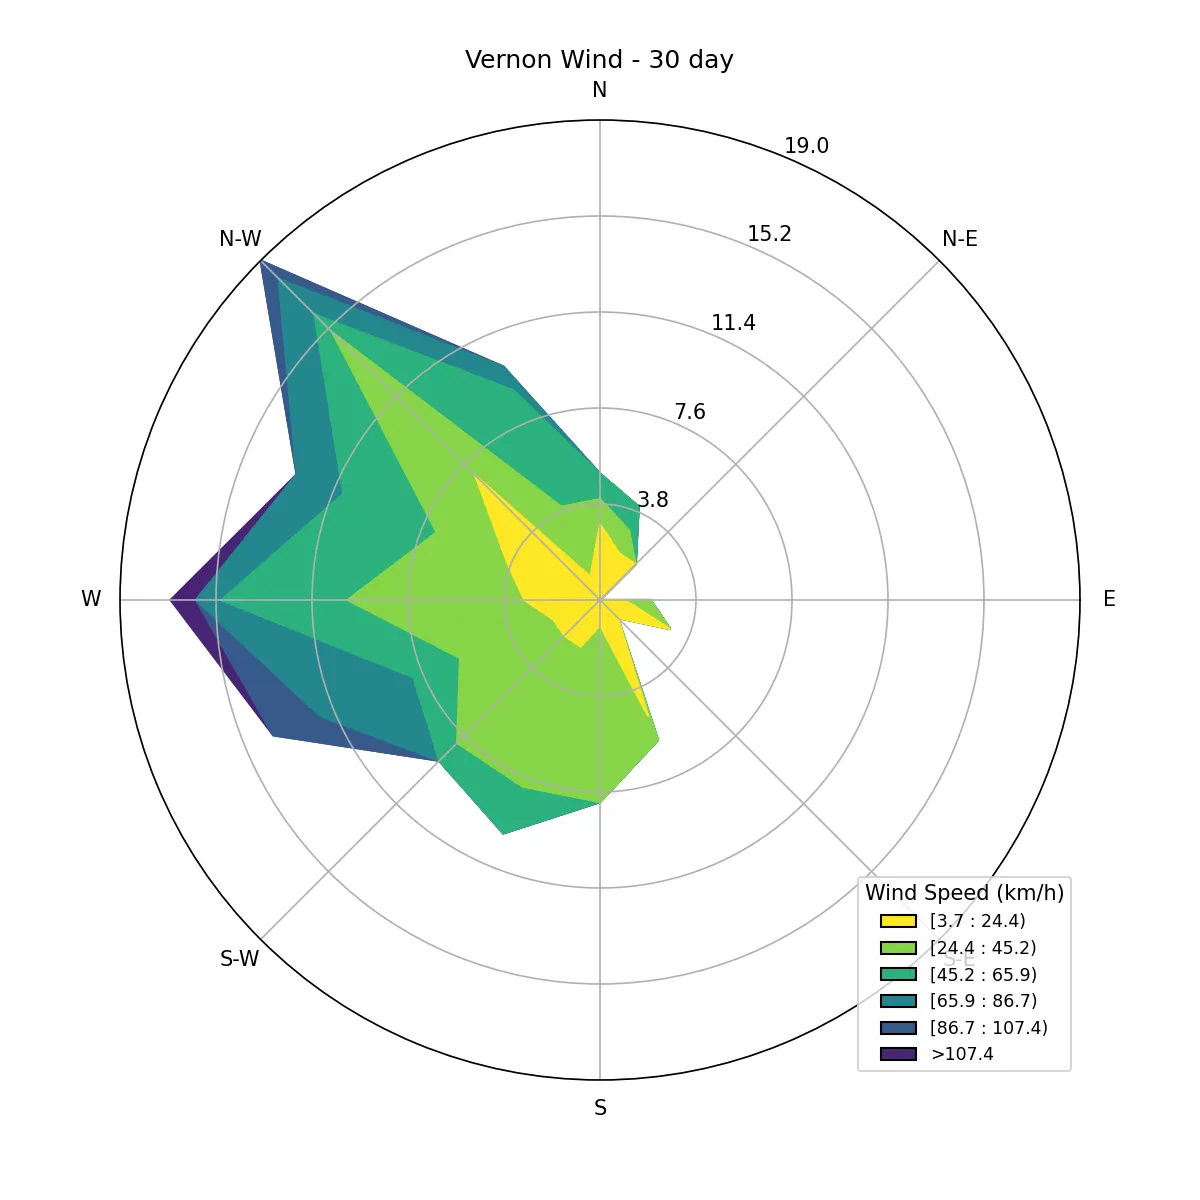 Vernon Wind - 30 day
N
19.0
15.2
N-W
N-E
11.4
7.6
3.8
W
E
Wind Speed (km/h)
[3.7 : 24.4)
[24.4 : 45.2)
S-W
S-E
[45.2 : 65.9)
[65.9 : 86.7)
[86.7 : 107.4)
>107.4
S